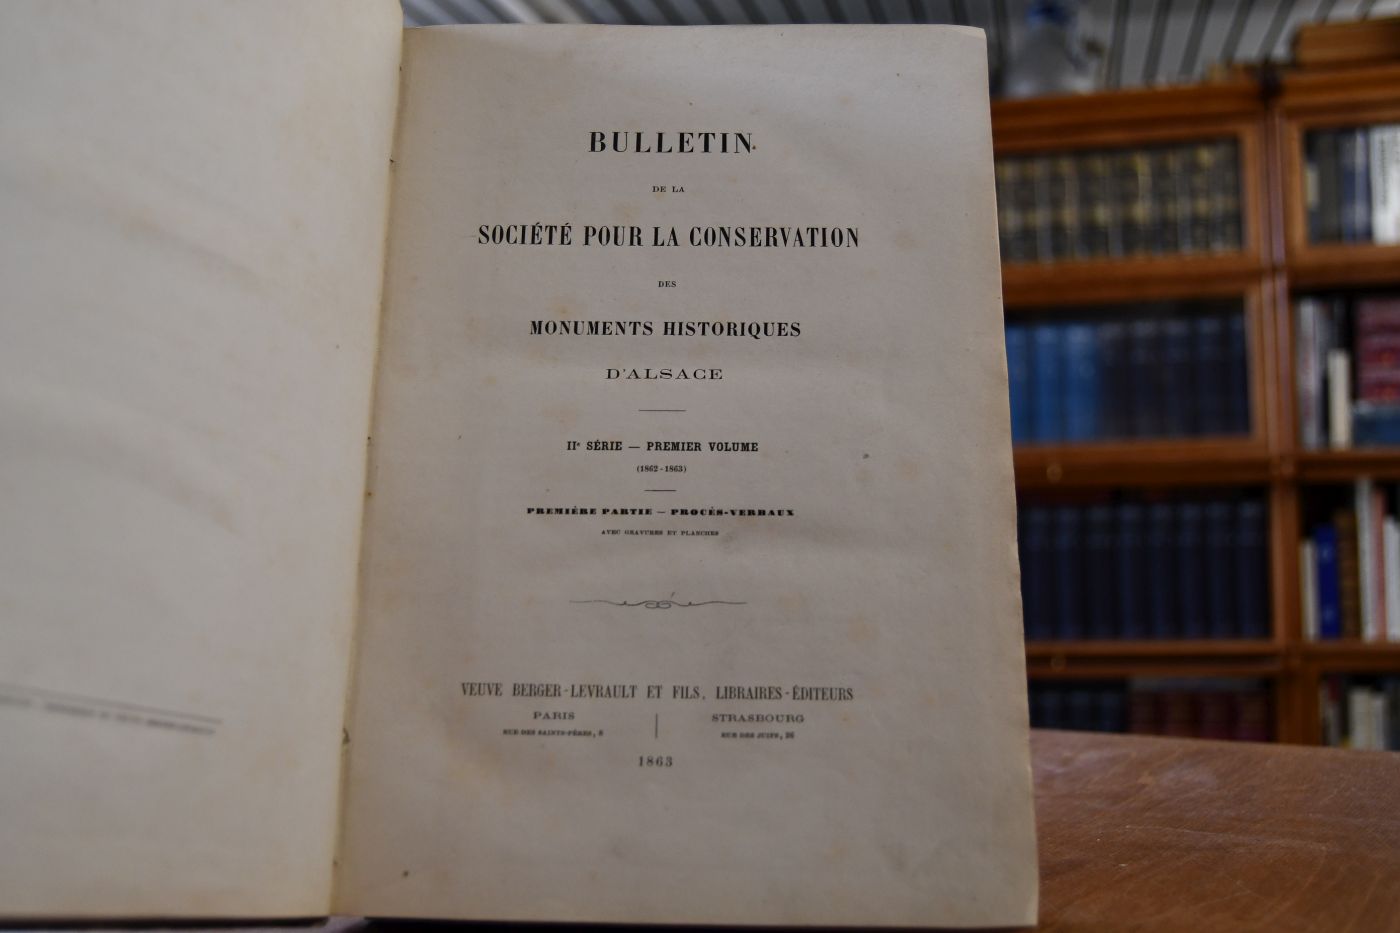 BULLETIN
DE LA
SOCIÉTÉ POUR LA CONSERVATION
DES
MONUMENTS HISTORIQUES
D'ALSACE
IIe SÉRIE — PREMIER VOLUME
(1862-1863)
PREMIÈRE PARTIE — PROCÈS-VERBAUX
AVEC GRAVURES ET PLANCHES
VEUVE BERGER-LEVRAULT ET FILS, LIBRAIRES-ÉDITEURS
PARIS
RUE DES SAINTS-PÈRES, 8
STRASBOURG
RUE DES JUIFS, 26
1863